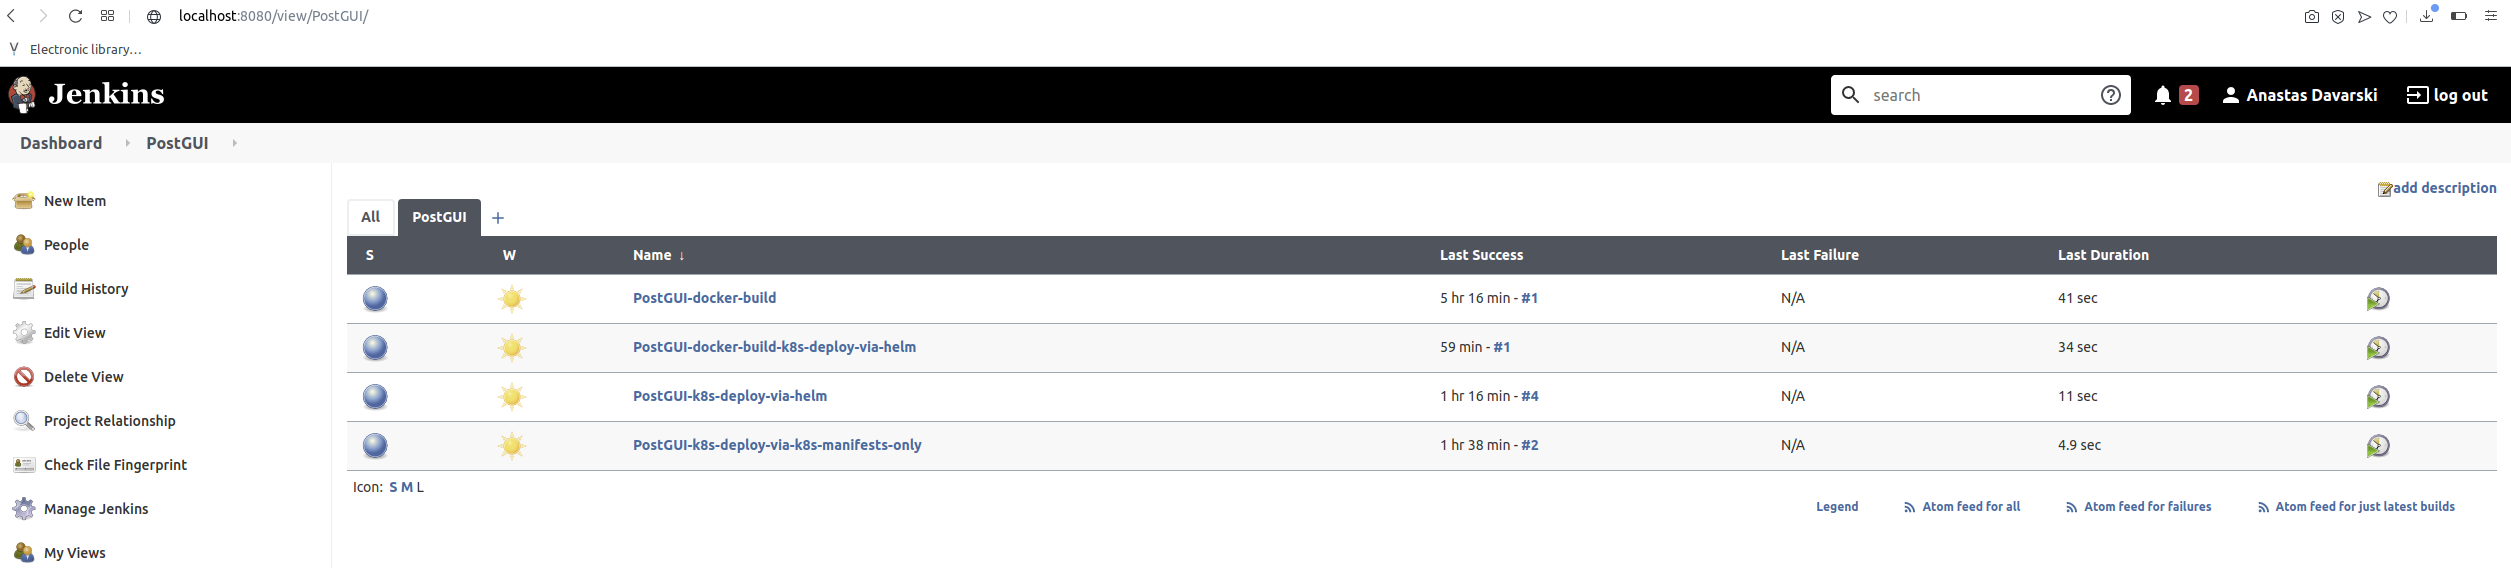 localhost:8080/view/PostGUI/
Electronic library...
Jenkins
search
2
Anastas Davarski
log out
Dashboard
PostGUI
New Item
People
Build History
Edit View
Delete View
Project Relationship
Check File Fingerprint
Manage Jenkins
My Views
add description
All
PostGUI
+
S W Name ↓ Last Success Last Failure Last Duration
PostGUI-docker-build 5 hr 16 min - #1 N/A 41 sec
PostGUI-docker-build-k8s-deploy-via-helm 59 min - #1 N/A 34 sec
PostGUI-k8s-deploy-via-helm 1 hr 16 min - #4 N/A 11 sec
PostGUI-k8s-deploy-via-k8s-manifests-only 1 hr 38 min - #2 N/A 4.9 sec
Icon: S M L
Legend Atom feed for all Atom feed for failures Atom feed for just latest builds